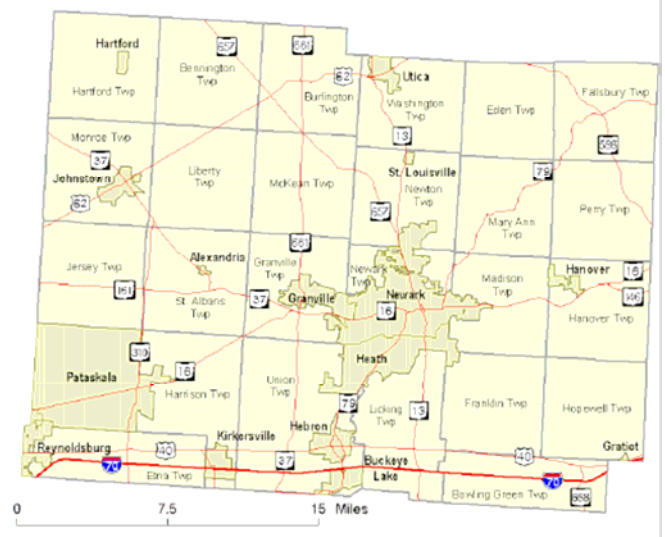 Hartford
657
661
Bennington
Twp
62
Utica
Hartford Twp
Burlington
Twp
Washington
Twp
Eden Twp
Fallsbury Twp
Monroe Twp
37
13
586
Johnstown
Liberty
Twp
McKean Twp
St. Louisville
Newton
Twp
79
62
657
Mary Ann
Twp
Perry Twp
661
Alexandria
Jersey Twp
Granville
Twp
Newark
Twp
Madison
Twp
Hanover
16
161
St. Albans
Twp
37
Granville
Newark
16
146
Hanover Twp
310
Heath
Pataskala
16
Harrison Twp
Union
Twp
79
Licking
Twp
13
Franklin Twp
Hopewell Twp
Hebron
Reynoldsburg
40
Kirkersville
Gratiot
70
37
Buckeye
Lake
40
Etna Twp
70
Bowling Green Twp
668
0 7.5 15 Miles